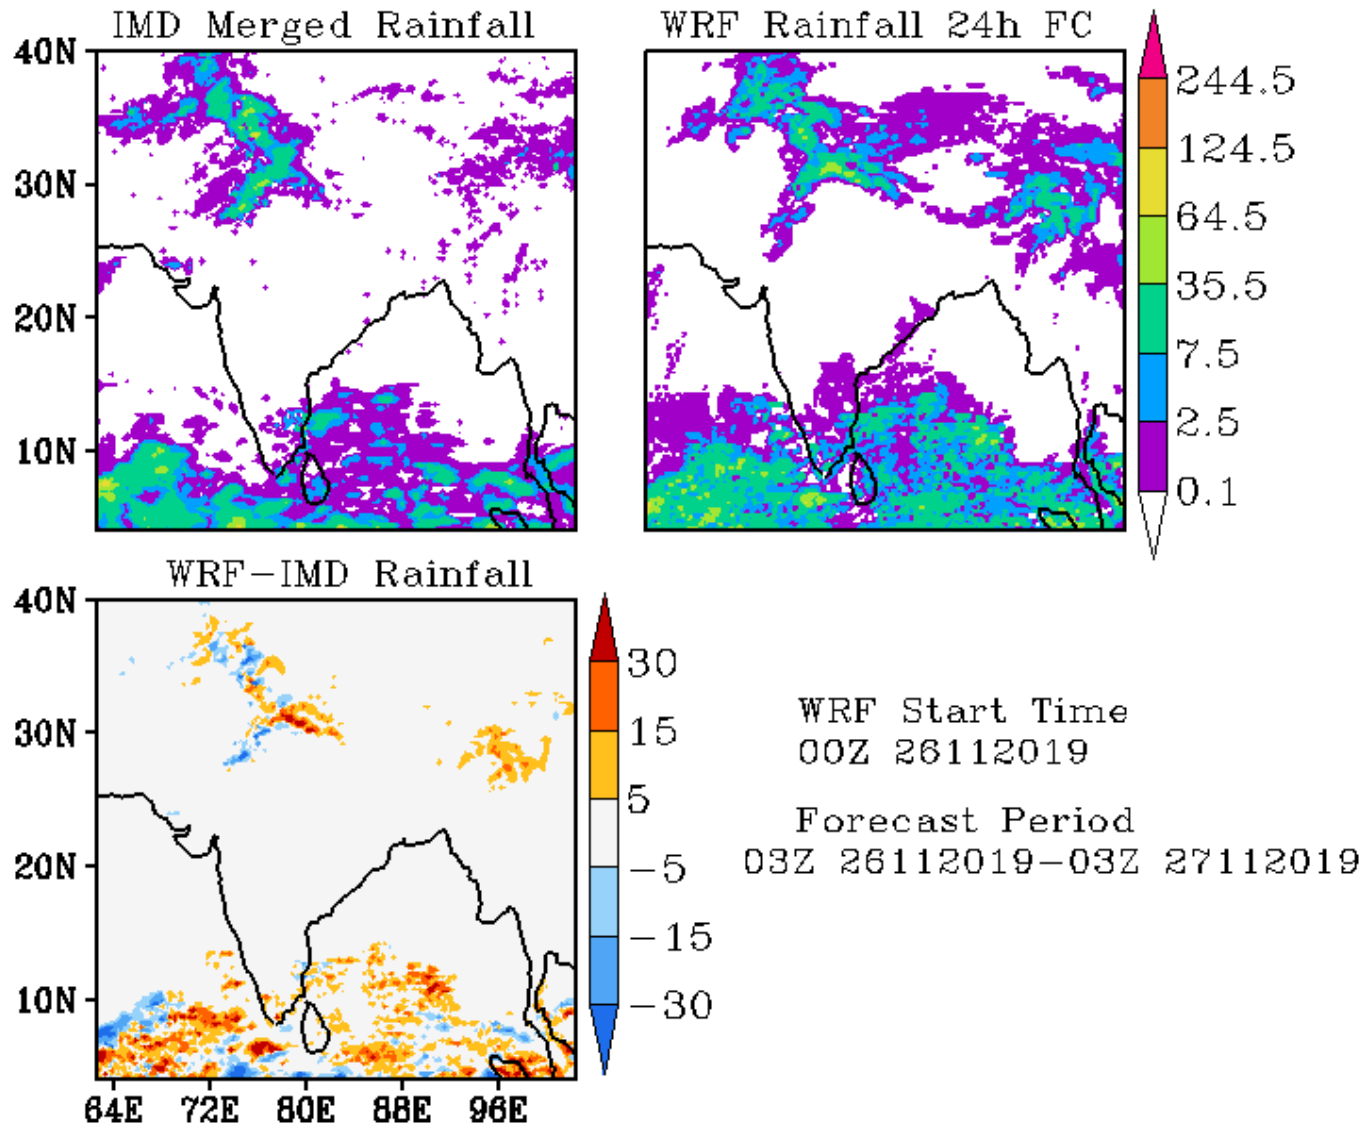 IMD Merged Rainfall
WRF Rainfall 24h FC
40N
30N
20N
10N
244.5
124.5
64.5
35.5
7.5
2.5
0.1
WRF-IMD Rainfall
40N
30N
20N
10N
64E 72E 80E 88E 96E
30
15
5
-5
-15
-30
WRF Start Time
00Z 26112019
Forecast Period
03Z 26112019-03Z 27112019